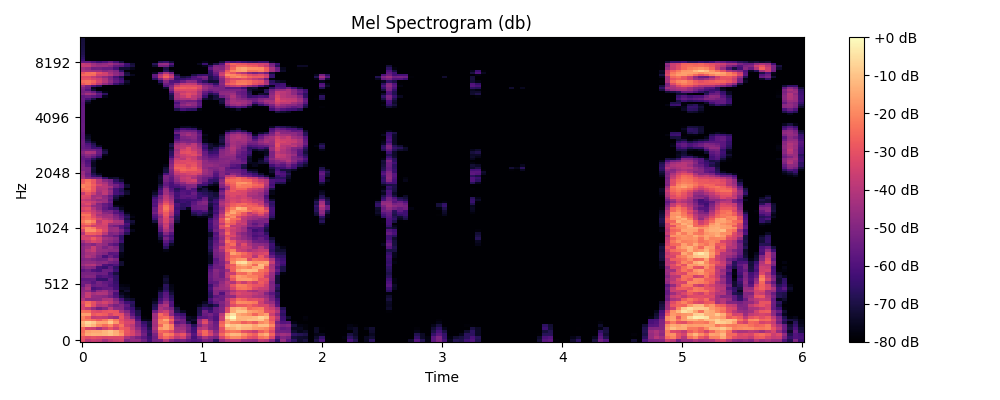 Mel Spectrogram (db)
Hz
8192
4096
2048
1024
512
0
0 1 2 3 4 5 6
Time
+0 dB
-10 dB
-20 dB
-30 dB
-40 dB
-50 dB
-60 dB
-70 dB
-80 dB